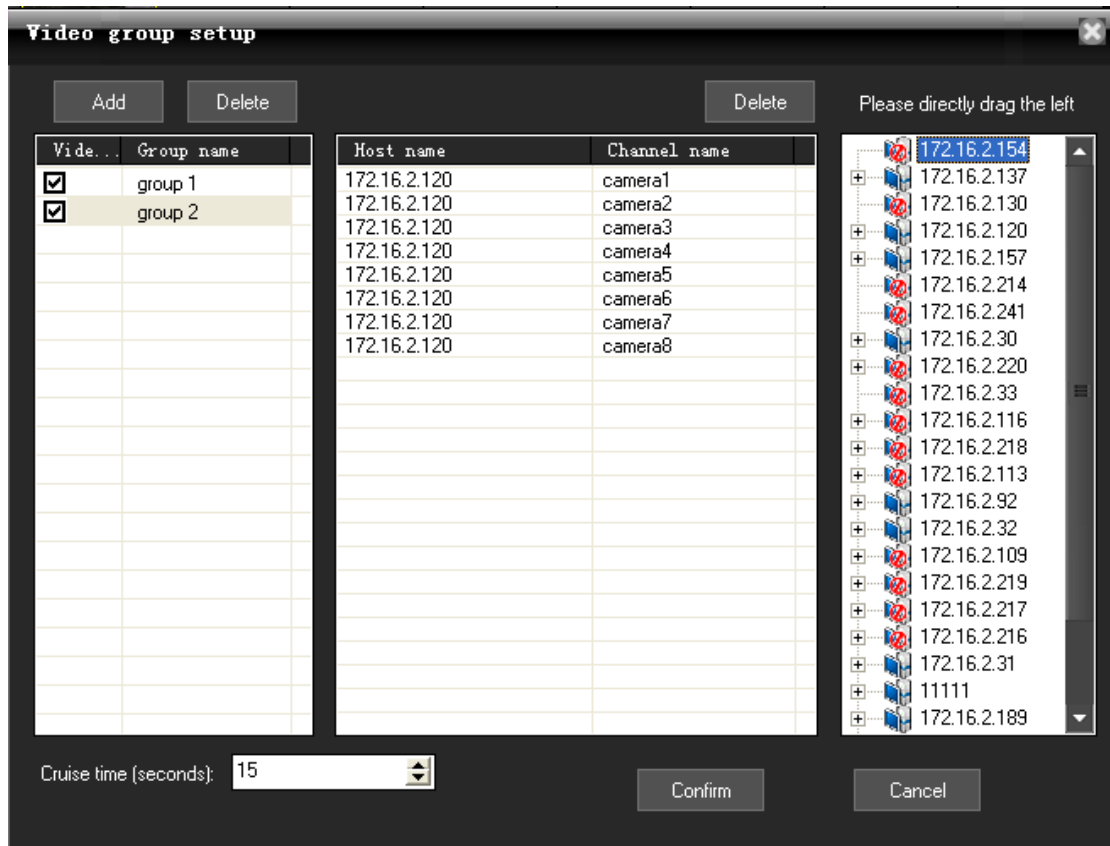 Video group setup
Add Delete Delete Please directly drag the left
Vide... Group name
group 1
group 2
Host name Channel name
172.16.2.120 camera1
172.16.2.120 camera2
172.16.2.120 camera3
172.16.2.120 camera4
172.16.2.120 camera5
172.16.2.120 camera6
172.16.2.120 camera7
172.16.2.120 camera8
172.16.2.154
172.16.2.137
172.16.2.130
172.16.2.120
172.16.2.157
172.16.2.214
172.16.2.241
172.16.2.30
172.16.2.220
172.16.2.33
172.16.2.116
172.16.2.218
172.16.2.113
172.16.2.92
172.16.2.32
172.16.2.109
172.16.2.219
172.16.2.217
172.16.2.216
172.16.2.31
11111
172.16.2.189
Cruise time (seconds): 15
Confirm Cancel